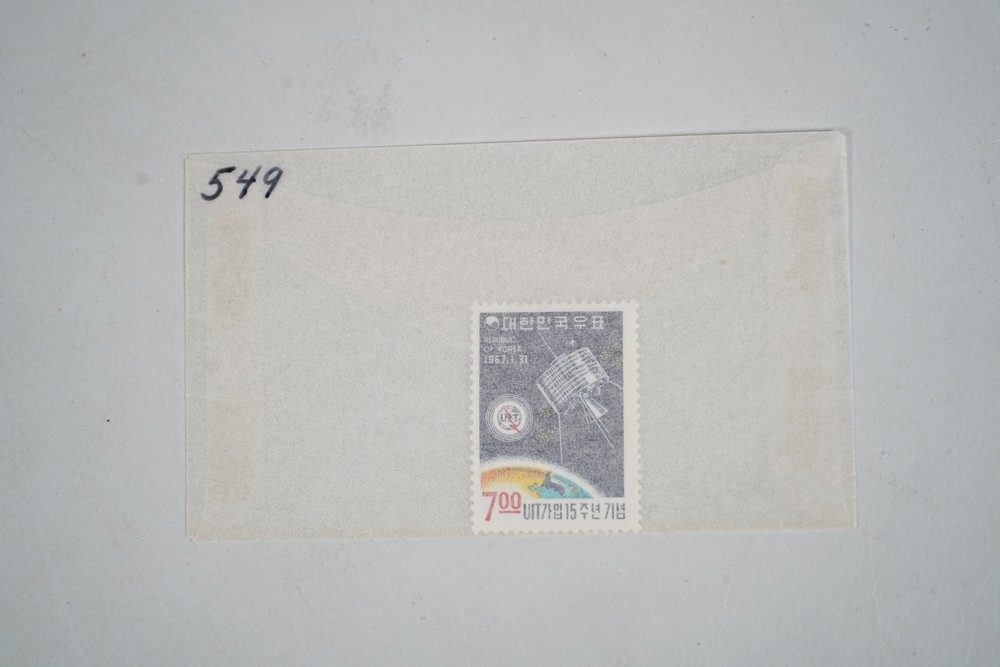 549
대한민국우표
REPUBLIC
OF KOREA
1967.1.31
UIT
7.00 UIT가입15주년기념